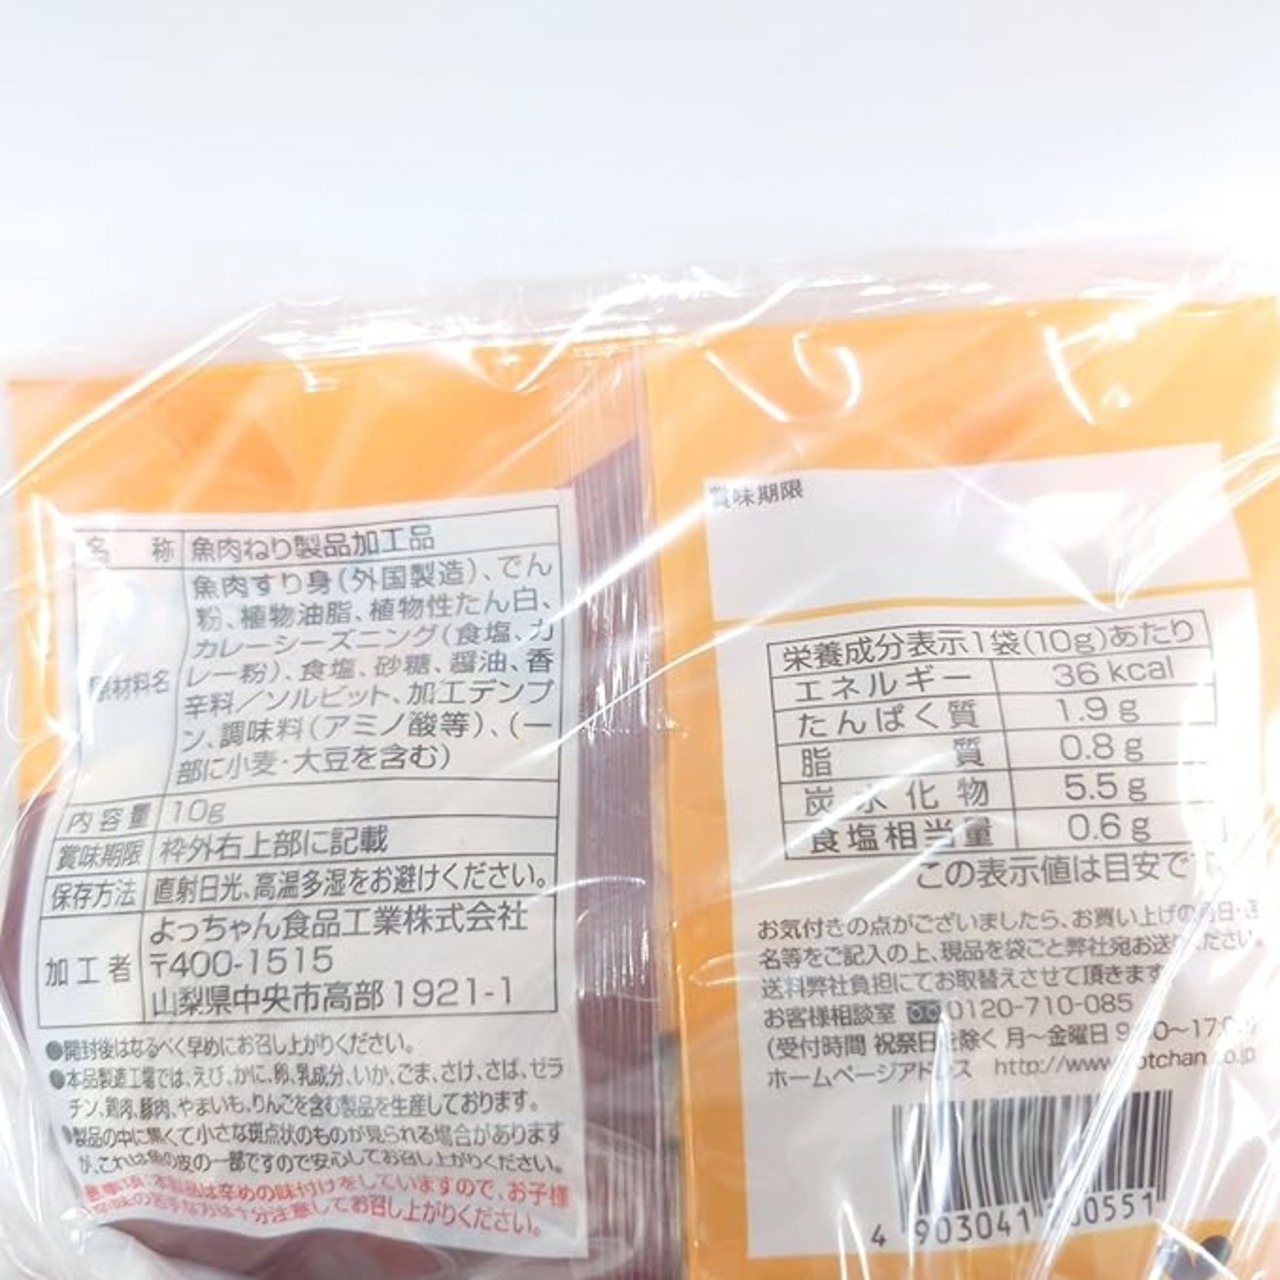 名 称 魚肉ねり製品加工品
原材料名
魚肉すり身(外国製造)、でん
粉、植物油脂、植物性たん白、
カレーシーズニング(食塩、カ
レー粉)、食塩、砂糖、醤油、香
辛料/ソルビット、加工デンプ
ン、調味料(アミノ酸等)、(一
部に小麦・大豆を含む)
内容量 10g
賞味期限 枠外右上部に記載
保存方法 直射日光、高温多湿をお避けください。
加工者
よっちゃん食品工業株式会社
〒400-1515
山梨県中央市高部1921-1
●開封後はなるべく早めにお召し上がりください。
●本品製造工場では、えび、かに、卵、乳成分、いか、ごま、さけ、さば、ゼラ
チン、鶏肉、豚肉、やまいも、りんごを含む製品を生産しております。
●製品の中に黒くて小さな斑点状のものが見られる場合があります
が、これは魚の皮の一部ですので安心してお召し上がりください。
本製品は辛めの味付けをしていますので、お子様
辛味の苦手な方は十分注意してお召し上がりください。
賞味期限
栄養成分表示1袋(10g)あたり
エネルギー 36kcal
たんぱく質 1.9g
脂質 0.8g
炭水化物 5.5g
食塩相当量 0.6g
この表示値は目安です
お気付きの点がございましたら、お買い上げの月日・
名等をご記入の上、現品を袋ごと弊社宛お送りください。
送料弊社負担にてお取替えさせて頂きます
お客様相談室 0120-710-085
(受付時間 祝祭日を除く 月〜金曜日
ホームページアドレス
4 903041